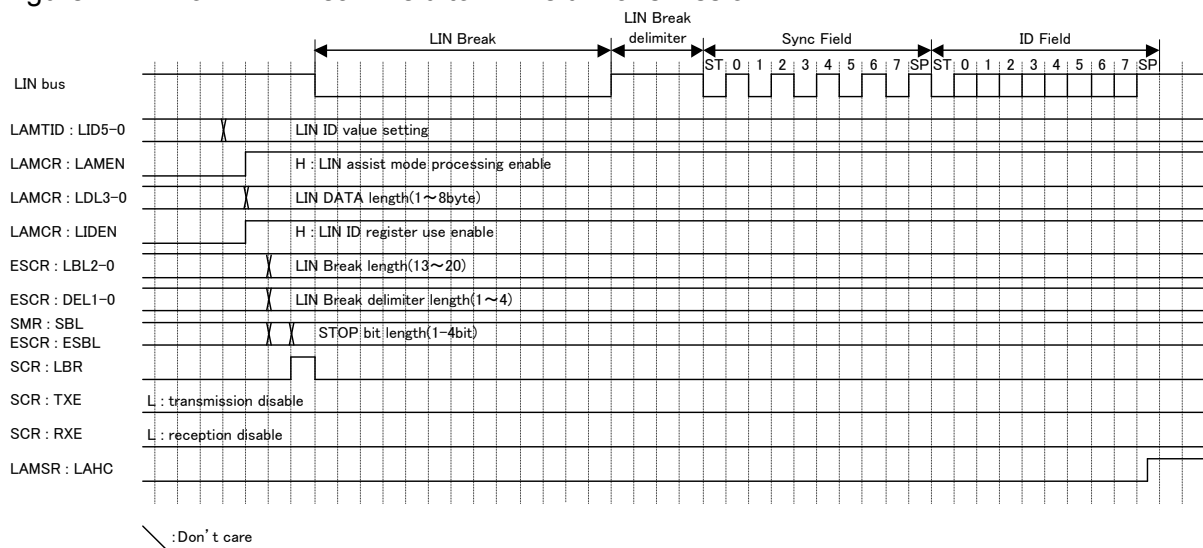 LIN Break
LIN Break delimiter Sync Field ID Field
ST 0 1 2 3 4 5 6 7 SP ST 0 1 2 3 4 5 6 7 SP
LIN bus
LAMTID : LID5-0 LIN ID value setting
LAMCR : LAMEN H : LIN assist mode processing enable
LAMCR : LDL3-0 LIN DATA length(1～8byte)
LAMCR : LIDEN H : LIN ID register use enable
ESCR : LBL2-0 LIN Break length(13～20)
ESCR : DEL1-0 LIN Break delimiter length(1～4)
SMR : SBL
ESCR : ESBL STOP bit length(1-4bit)
SCR : LBR
SCR : TXE L : transmission disable
SCR : RXE L : reception disable
LAMSR : LAHC
:Don't care